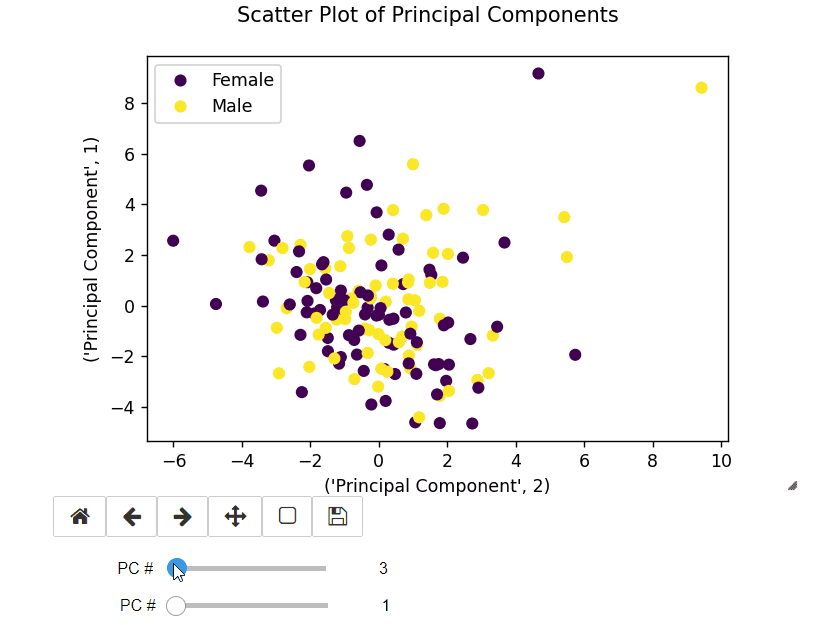 Scatter Plot of Principal Components
Female
Male
('Principal Component', 1)
8
6
4
2
0
−2
−4
−6 −4 −2 0 2 4 6 8 10
('Principal Component', 2)
PC # 3
PC # 1